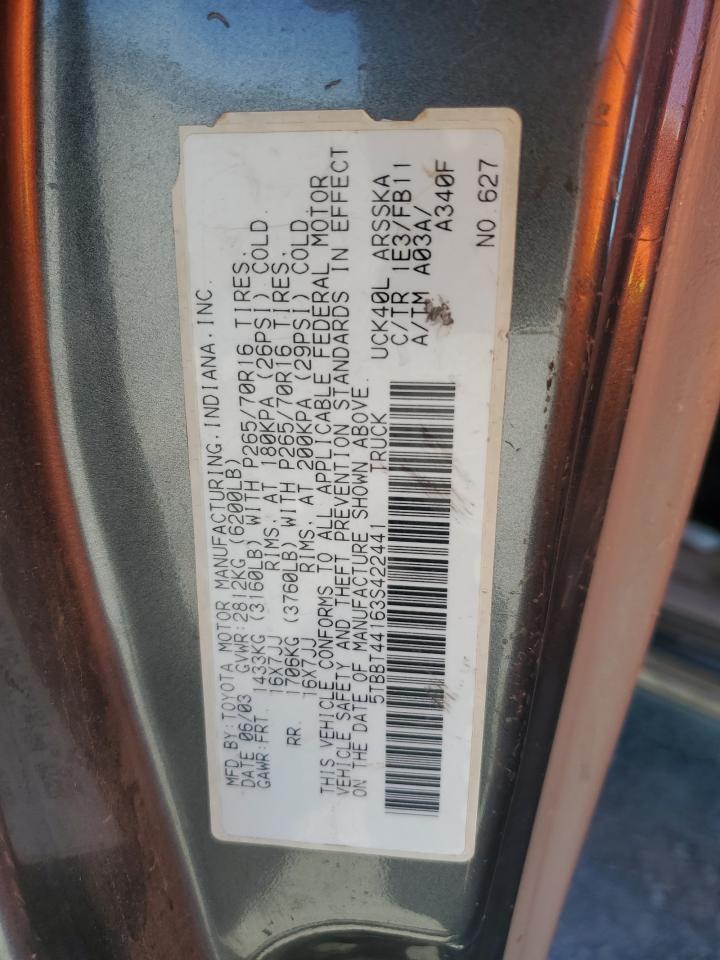 MFD BY:TOYOTA MOTOR MANUFACTURING.INDIANA.INC.
DATE 06/03 GVWR:2812KG (6200LB)
GAWR:FRT. 1433KG (3160LB) WITH P265/70R16 TIRES.
16X7JJ RIMS. AT 180KPA (26PSI) COLD.
RR. 1706KG (3760LB) WITH P265/70R16 TIRES.
16X7JJ RIMS. AT 200KPA (29PSI) COLD.
THIS VEHICLE CONFORMS TO ALL APPLICABLE FEDERAL MOTOR
VEHICLE SAFETY AND THEFT PREVENTION STANDARDS IN EFFECT
ON THE DATE OF MANUFACTURE SHOWN ABOVE.
5TBBT44163S422441 TRUCK
UCK40L ARSSKA
C/TR 1E3/FB11
A/TM A03A/
A340F
NO.627